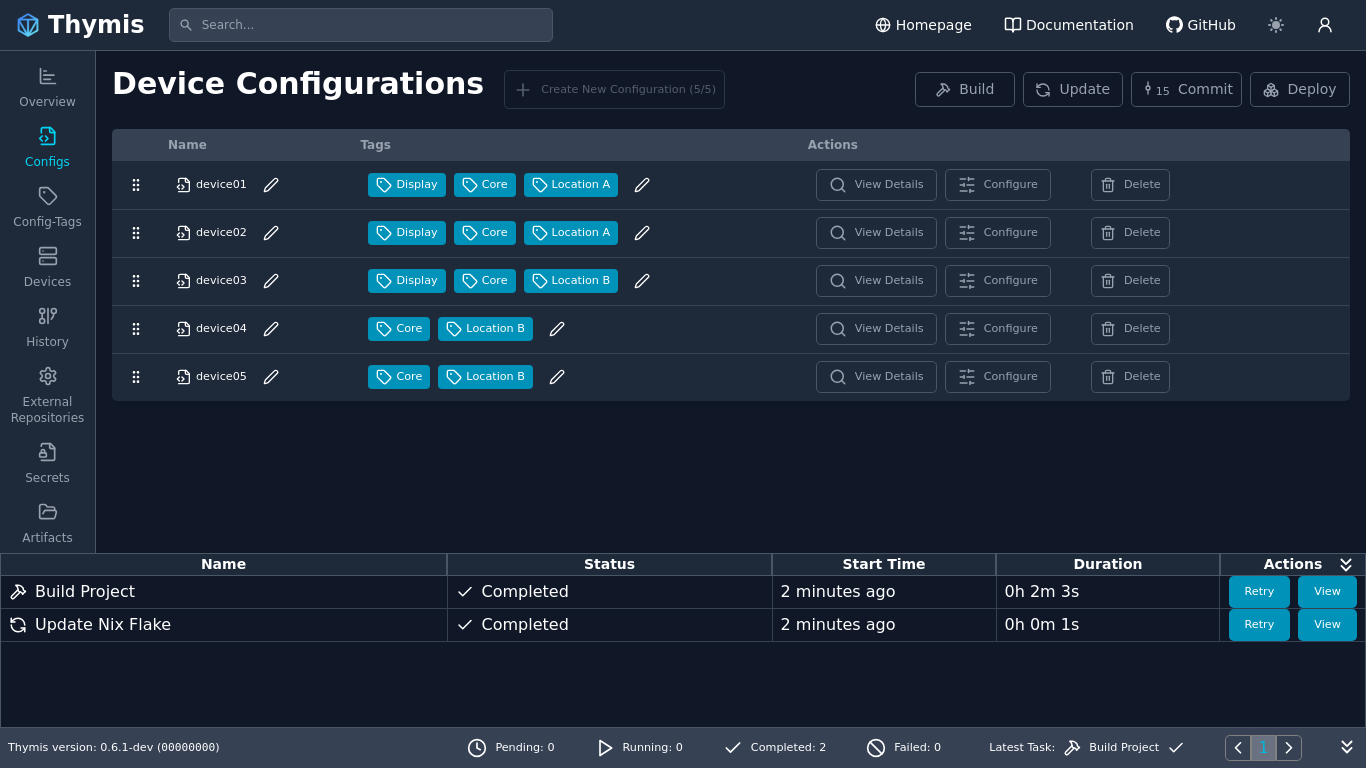 Thymis
Search...
Homepage
Documentation
GitHub
Overview
Configs
Config-Tags
Devices
History
External
Repositories
Secrets
Artifacts
Device Configurations
Create New Configuration (5/5)
Build
Update
15 Commit
Deploy
Name Tags Actions
device01 Display Core Location A View Details Configure Delete
device02 Display Core Location A View Details Configure Delete
device03 Display Core Location B View Details Configure Delete
device04 Core Location B View Details Configure Delete
device05 Core Location B View Details Configure Delete
Name Status Start Time Duration Actions
Build Project Completed 2 minutes ago 0h 2m 3s Retry View
Update Nix Flake Completed 2 minutes ago 0h 0m 1s Retry View
Thymis version: 0.6.1-dev (00000000) Pending: 0 Running: 0 Completed: 2 Failed: 0 Latest Task: Build Project 1